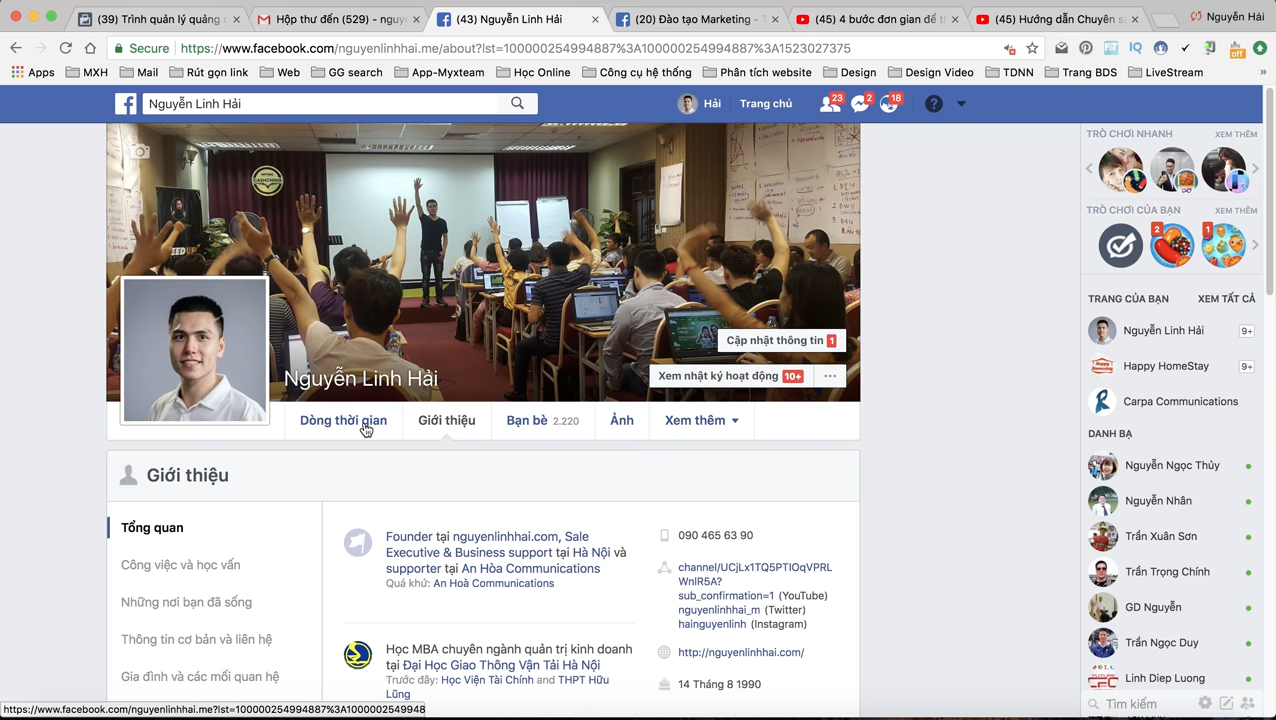 (39) Trình quản lý quảng c
Hộp thư đến (529) - nguy
(43) Nguyễn Linh Hải
(20) Đào tạo Marketing - T
(45) 4 bước đơn gian để th
(45) Hướng dẫn Chuyên s
Nguyễn Hải
Secure
https://www.facebook.com/nguyenlinhhai.me/about?lst=100000254994887%3A100000254994887%3A1523027375
Apps MXH Mail Rút gọn link Web GG search App-Myxteam Học Online Công cụ hệ thống Phân tích website Design Design Video TDNN Trang BDS LiveStream »
off
Nguyễn Linh Hải
Hải Trang chủ 23 2 18
TRÒ CHƠI NHANH XEM THÊM
TRÒ CHƠI CỦA BẠN XEM THÊM
2 1
Cập nhật thông tin 1
Xem nhật ký hoạt động 10+ ...
Nguyễn Linh Hải
Dòng thời gian Giới thiệu Bạn bè 2.220 Ảnh Xem thêm
Giới thiệu
Tổng quan
Công việc và học vấn
Những nơi bạn đã sống
Thông tin cơ bản và liên hệ
Gia đình và các mối quan hệ
Founder tại nguyenlinhhai.com, Sale
Executive & Business support tại Hà Nội và
supporter tại An Hòa Communications
Quá khứ: An Hoà Communications
Học MBA chuyên ngành quản trị kinh doanh
tại Đại Học Giao Thông Vận Tải Hà Nội
Trước đây: Học Viện Tài Chính and THPT Hữu
Lũng
090 465 63 90
channel/UCjLx1TQ5PTIOqVPRL
WnlR5A?
sub_confirmation=1 (YouTube)
nguyenlinhhai_m (Twitter)
hainguyenlinh (Instagram)
http://nguyenlinhhai.com/
14 Tháng 8 1990
TRANG CỦA BẠN XEM TẤT CẢ
Nguyễn Linh Hải 9+
Happy HomeStay 9+
Carpa Communications
DANH BẠ
Nguyễn Ngọc Thủy
Nguyễn Nhân
Trần Xuân Sơn
Trần Trọng Chính
GD Nguyễn
Trần Ngọc Duy
Linh Diep Luong
Tìm kiếm
https://www.facebook.com/nguyenlinhhai.me?lst=100000254994887%3A1000002549948